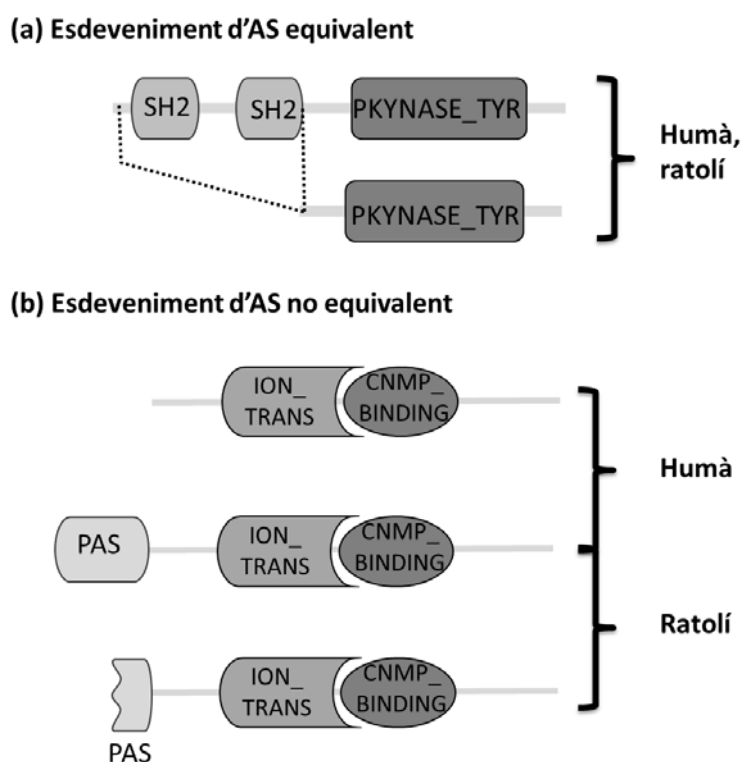 (a) Esdeveniment d'AS equivalent
SH2
SH2
PKYNASE_TYR
PKYNASE_TYR
Humà,
ratolí
(b) Esdeveniment d'AS no equivalent
ION_
TRANS
CNMP_
BINDING
Humà
PAS
ION_
TRANS
CNMP_
BINDING
Ratolí
ION_
TRANS
CNMP_
BINDING
PAS